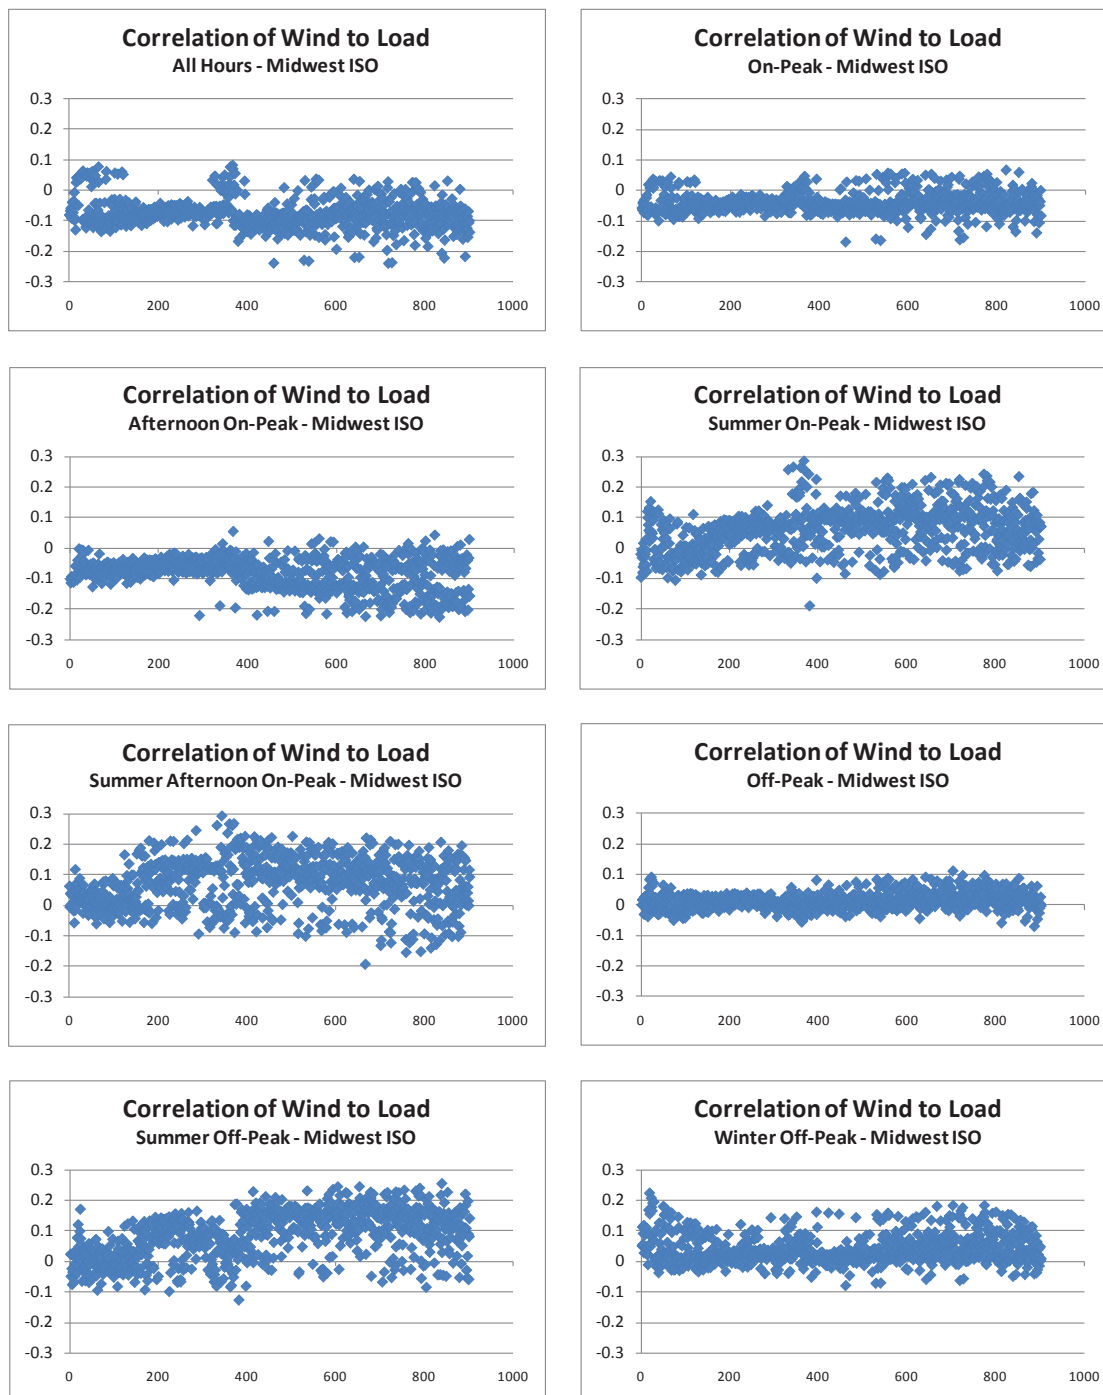 Correlation of Wind to Load
All Hours - Midwest ISO
0.3
0.2
0.1
0
-0.1
-0.2
-0.3
0 200 400 600 800 1000
Correlation of Wind to Load
On-Peak - Midwest ISO
0.3
0.2
0.1
0
-0.1
-0.2
-0.3
0 200 400 600 800 1000
Correlation of Wind to Load
Afternoon On-Peak - Midwest ISO
0.3
0.2
0.1
0
-0.1
-0.2
-0.3
0 200 400 600 800 1000
Correlation of Wind to Load
Summer On-Peak - Midwest ISO
0.3
0.2
0.1
0
-0.1
-0.2
-0.3
0 200 400 600 800 1000
Correlation of Wind to Load
Summer Afternoon On-Peak - Midwest ISO
0.3
0.2
0.1
0
-0.1
-0.2
-0.3
0 200 400 600 800 1000
Correlation of Wind to Load
Off-Peak - Midwest ISO
0.3
0.2
0.1
0
-0.1
-0.2
-0.3
0 200 400 600 800 1000
Correlation of Wind to Load
Summer Off-Peak - Midwest ISO
0.3
0.2
0.1
0
-0.1
-0.2
-0.3
0 200 400 600 800 1000
Correlation of Wind to Load
Winter Off-Peak - Midwest ISO
0.3
0.2
0.1
0
-0.1
-0.2
-0.3
0 200 400 600 800 1000